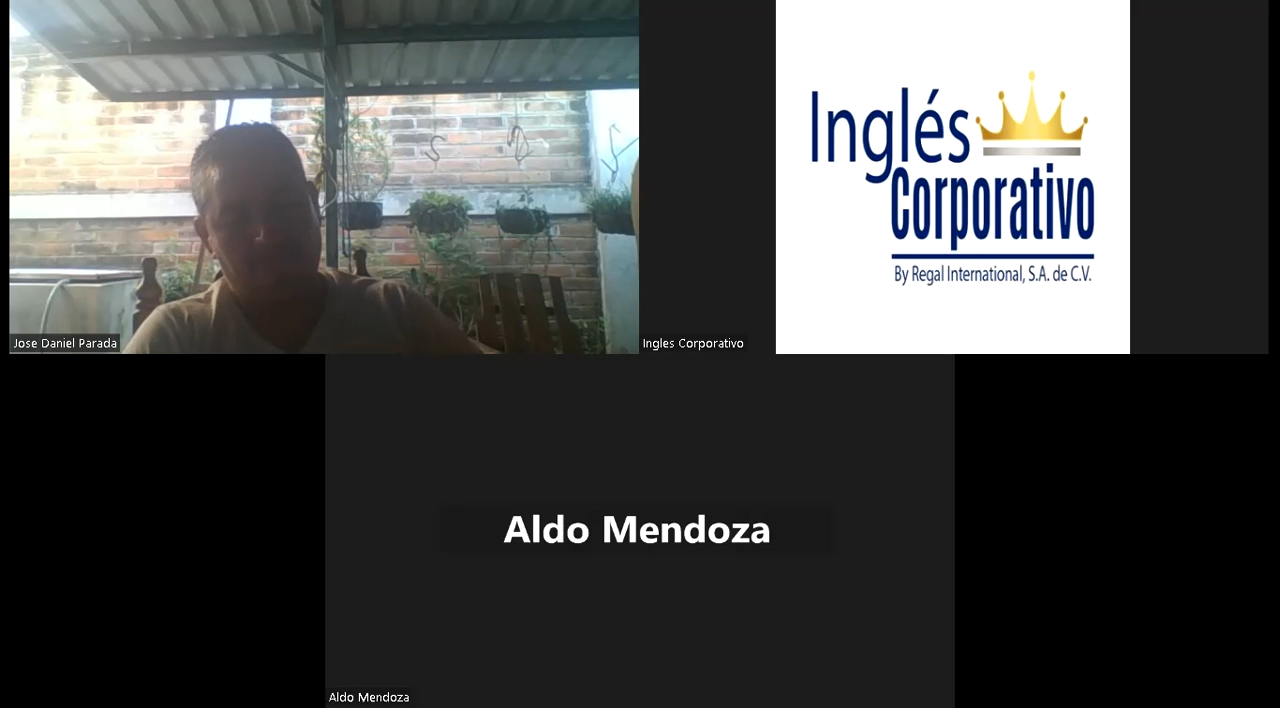 Inglés
Corporativo
By Regal International, S.A. de C.V.
Jose Daniel Parada
Ingles Corporativo
Aldo Mendoza
Aldo Mendoza